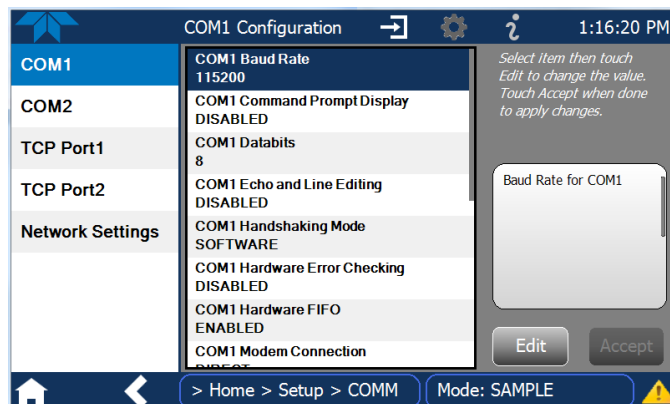 COM1 Configuration
1:16:20 PM
COM1
COM2
TCP Port1
TCP Port2
Network Settings
COM1 Baud Rate
115200
COM1 Command Prompt Display
DISABLED
COM1 Databits
8
COM1 Echo and Line Editing
DISABLED
COM1 Handshaking Mode
SOFTWARE
COM1 Hardware Error Checking
DISABLED
COM1 Hardware FIFO
ENABLED
COM1 Modem Connection
DIRECT
Select item then touch
Edit to change the value.
Touch Accept when done
to apply changes.
Baud Rate for COM1
Edit
Accept
> Home > Setup > COMM
Mode: SAMPLE